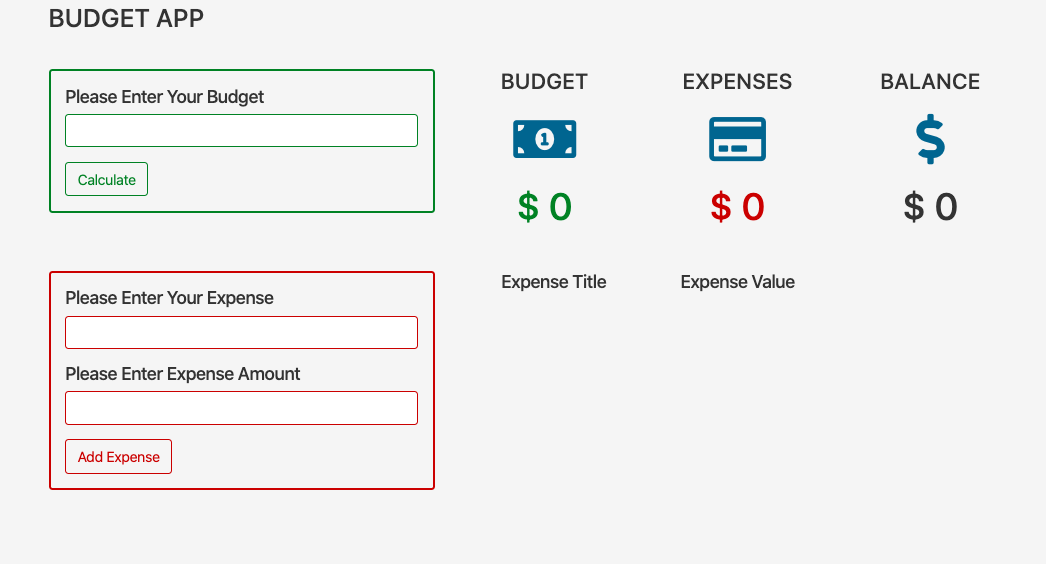 BUDGET APP
Please Enter Your Budget
Calculate
BUDGET
EXPENSES
BALANCE
1
$
$ 0
$ 0
$ 0
Please Enter Your Expense
Please Enter Expense Amount
Add Expense
Expense Title
Expense Value